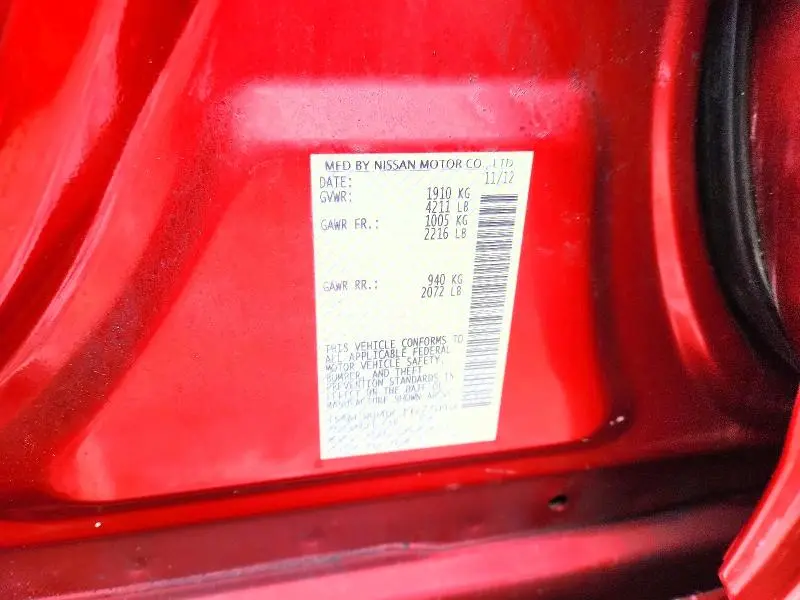 MFD BY NISSAN MOTOR CO., LTD
DATE: 11/12
GVWR: 1910 KG
4211 LB
GAWR FR.: 1005 KG
2216 LB
GAWR RR.: 940 KG
2072 LB
THIS VEHICLE CONFORMS TO
ALL APPLICABLE FEDERAL
MOTOR VEHICLE SAFETY,
BUMPER, AND THEFT
PREVENTION STANDARDS IN
EFFECT ON THE DATE OF
MANUFACTURE SHOWN ABOVE